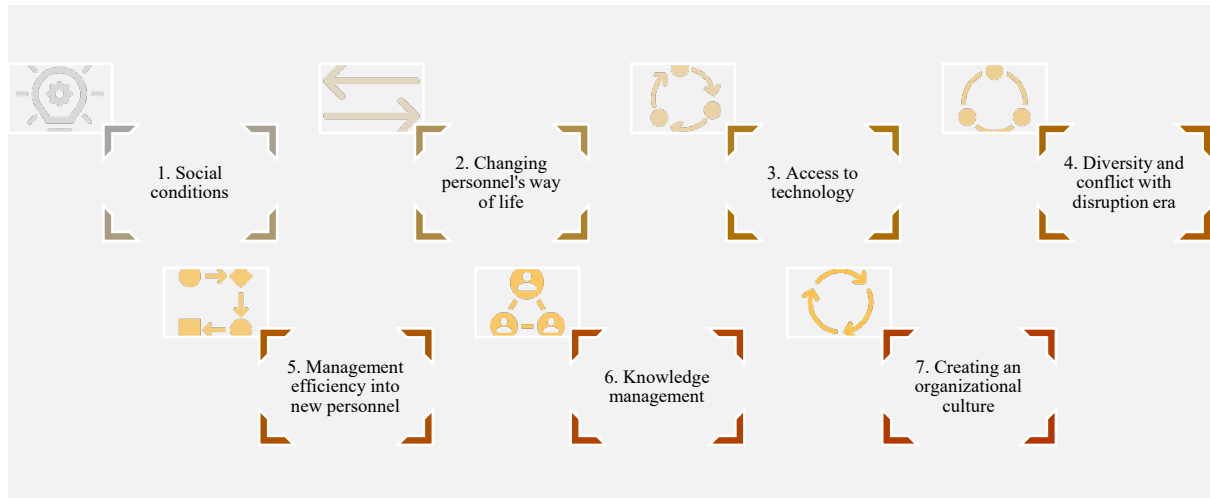 1. Social
conditions
2. Changing
personnel's way
of life
3. Access to
technology
4. Diversity and
conflict with
disruption era
5. Management
efficiency into
new personnel
6. Knowledge
management
7. Creating an
organizational
culture